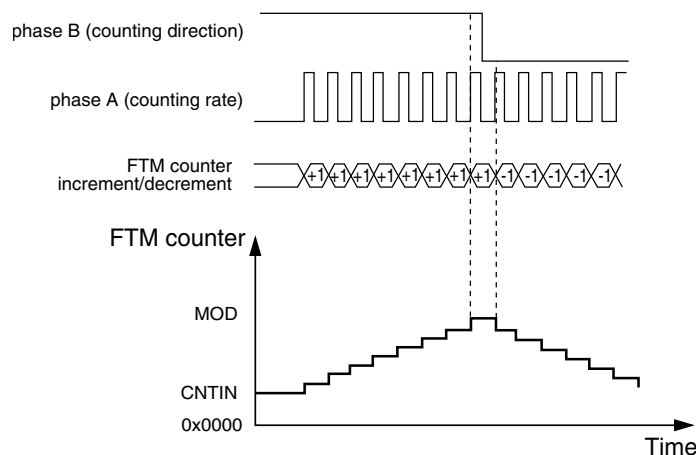 phase B (counting direction)
phase A (counting rate)
FTM counter
increment/decrement
+1 +1 +1 +1 +1 +1 +1 +1 -1 -1 -1 -1 -1
FTM counter
MOD
CNTIN
0x0000
Time